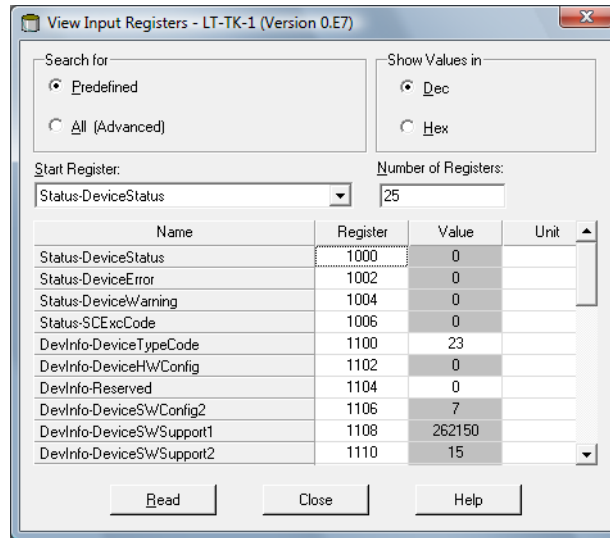 View Input Registers - LT-TK-1 (Version 0.E7)
Search for
Predefined
All (Advanced)
Show Values in
Dec
Hex
Start Register:
Number of Registers:
Status-DeviceStatus
25
Name Register Value Unit
Status-DeviceStatus 1000 0
Status-DeviceError 1002 0
Status-DeviceWarning 1004 0
Status-SCExcCode 1006 0
DevInfo-DeviceTypeCode 1100 23
DevInfo-DeviceHWConfig 1102 0
DevInfo-Reserved 1104 0
DevInfo-DeviceSWConfig2 1106 7
DevInfo-DeviceSWSupport1 1108 262150
DevInfo-DeviceSWSupport2 1110 15
Read Close Help